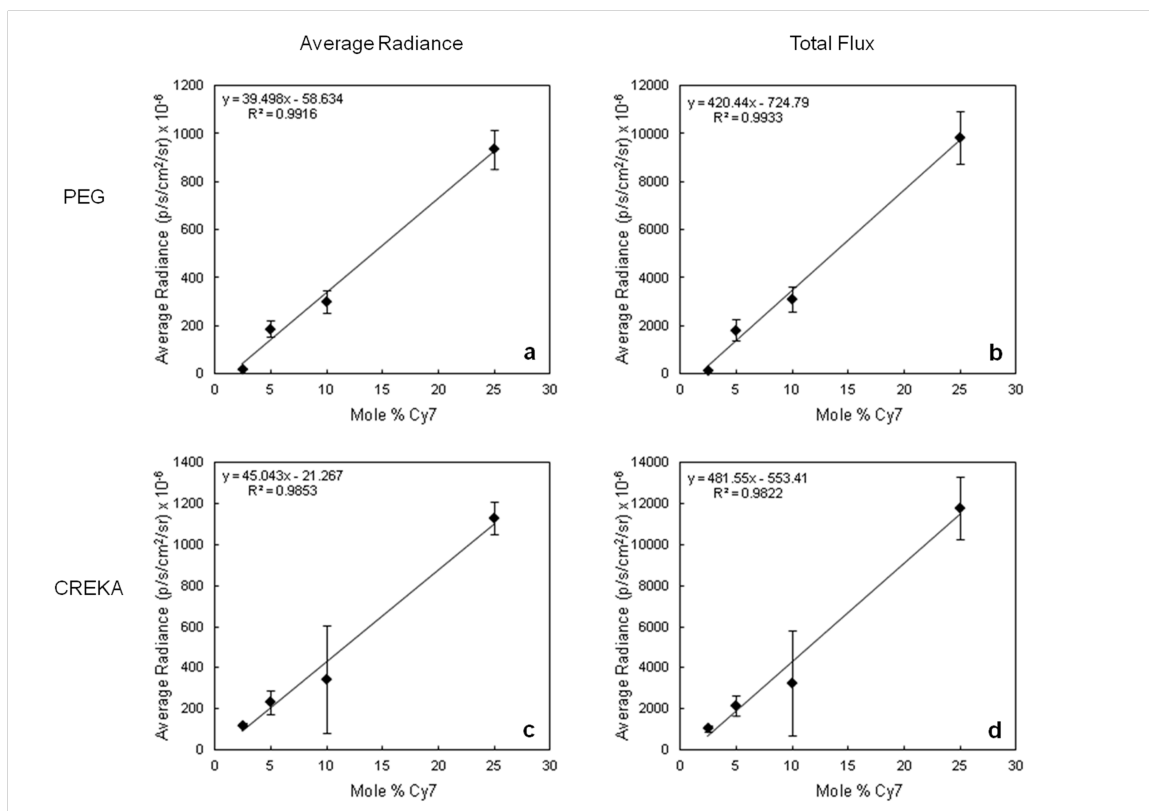 Average Radiance
Total Flux
PEG
CREKA
y = 39.498x - 58.634
R² = 0.9916
Average Radiance (p/s/cm²/sr) x 10⁻⁶
1200
1000
800
600
400
200
0
0 5 10 15 20 25 30
Mole % Cy7
a
y = 420.44x - 724.79
R² = 0.9933
Average Radiance (p/s/cm²/sr) x 10⁻⁶
12000
10000
8000
6000
4000
2000
0
0 5 10 15 20 25 30
Mole % Cy7
b
y = 45.043x - 21.267
R² = 0.9853
Average Radiance (p/s/cm²/sr) x 10⁻⁶
1400
1200
1000
800
600
400
200
0
0 5 10 15 20 25 30
Mole % Cy7
c
y = 481.55x - 553.41
R² = 0.9822
Average Radiance (p/s/cm²/sr) x 10⁻⁶
14000
12000
10000
8000
6000
4000
2000
0
0 5 10 15 20 25 30
Mole % Cy7
d